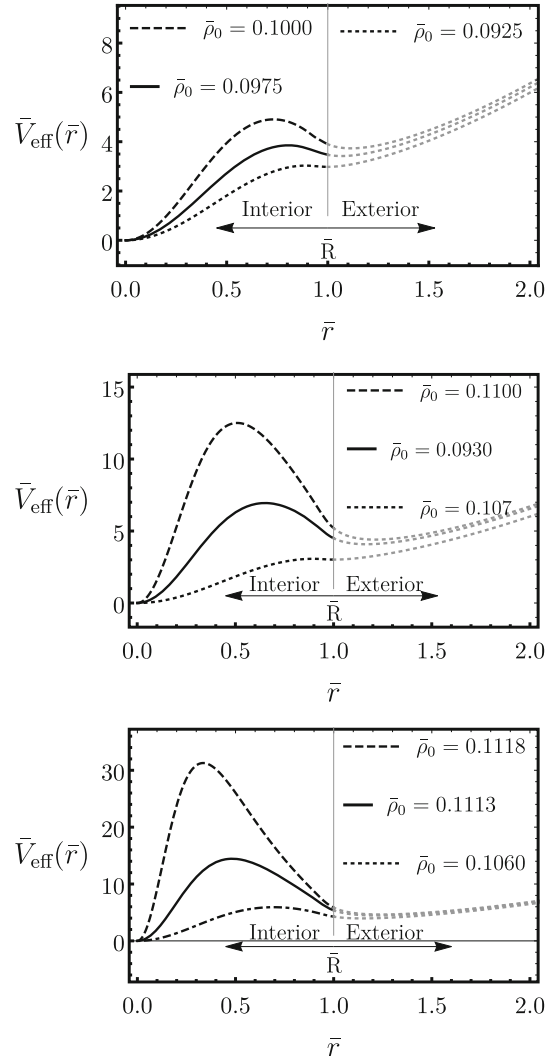 ρ̄₀ = 0.1000
ρ̄₀ = 0.0925
ρ̄₀ = 0.0975
V̄eff(r̄)
8
6
4
2
0
Interior Exterior
R̄
0.0 0.5 1.0 1.5 2.0
r̄
15
10
5
0
ρ̄₀ = 0.1100
ρ̄₀ = 0.0930
ρ̄₀ = 0.107
V̄eff(r̄)
Interior Exterior
R̄
0.0 0.5 1.0 1.5 2.0
r̄
30
20
10
0
ρ̄₀ = 0.1118
ρ̄₀ = 0.1113
ρ̄₀ = 0.1060
V̄eff(r̄)
Interior Exterior
R̄
0.0 0.5 1.0 1.5 2.0
r̄